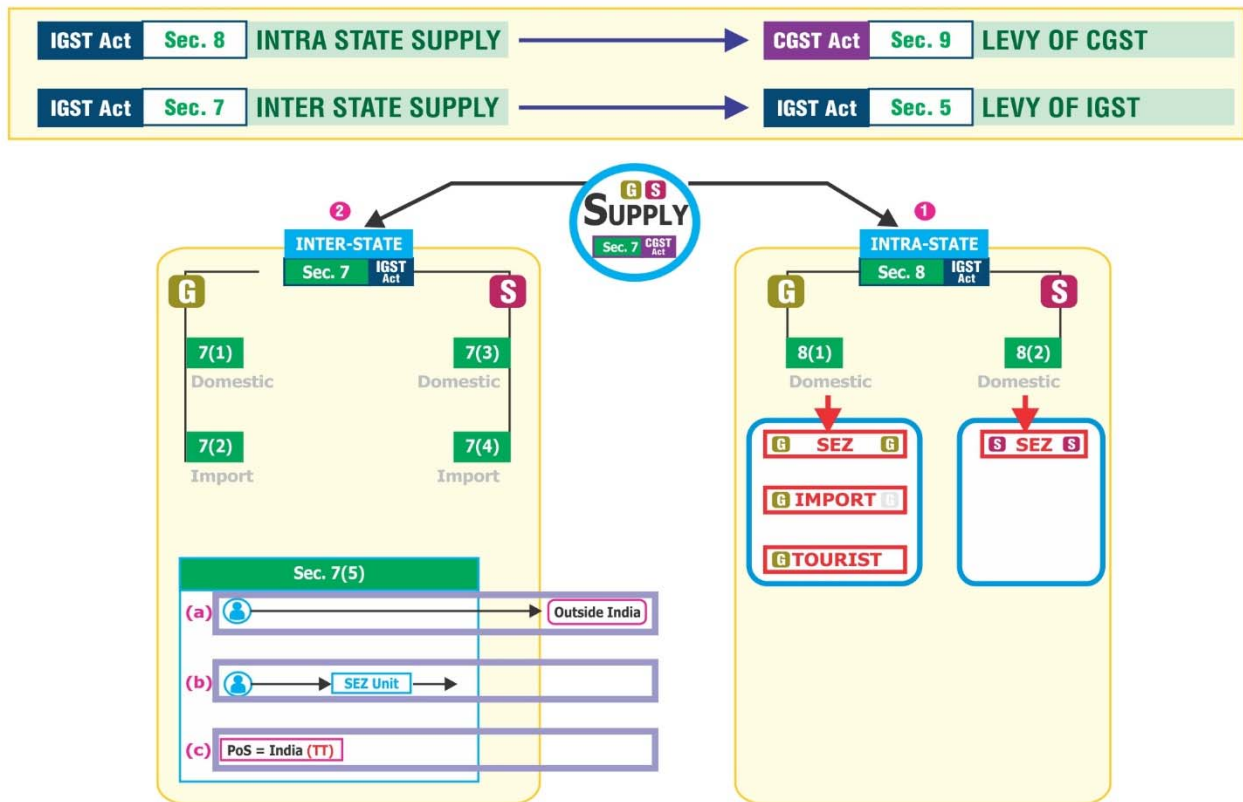 IGST Act Sec. 8 INTRA STATE SUPPLY CGST Act Sec. 9 LEVY OF CGST
IGST Act Sec. 7 INTER STATE SUPPLY IGST Act Sec. 5 LEVY OF IGST
G S
SUPPLY
Sec. 7 CGST Act
2
INTER-STATE
Sec. 7 IGST Act
G S
7(1) 7(3)
Domestic Domestic
7(2) 7(4)
Import Import
Sec. 7(5)
(a) Outside India
(b) SEZ Unit
(c) PoS = India (TT)
1
INTRA-STATE
Sec. 8 IGST Act
G S
8(1) 8(2)
Domestic Domestic
G SEZ G S SEZ S
G IMPORT G
G TOURIST